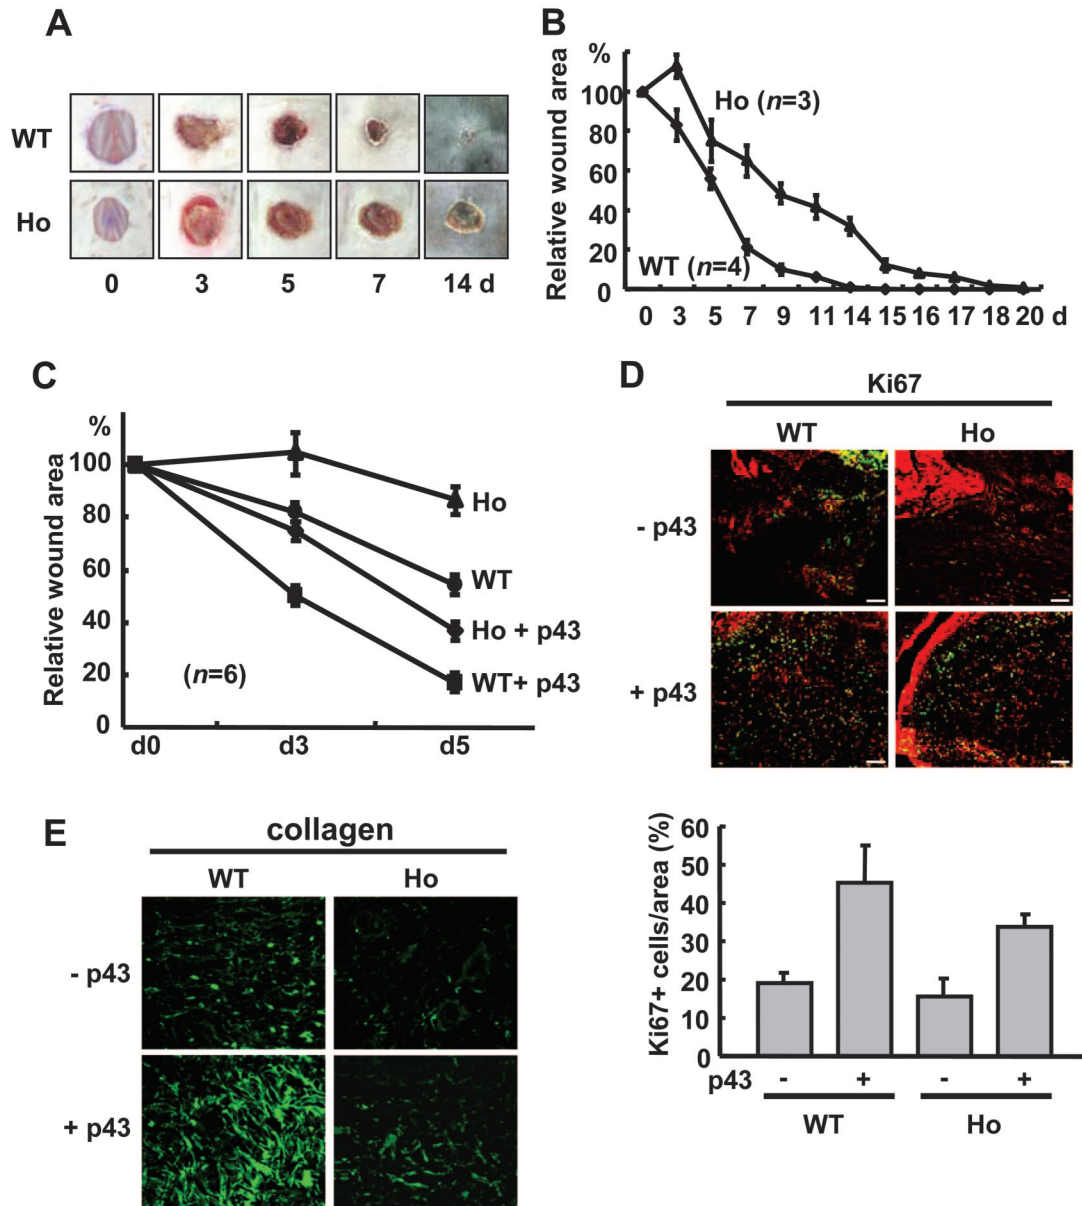 A
WT
Ho
0 3 5 7 14 d
B
%
Relative wound area
100
80
60
40
20
0
Ho (n=3)
WT (n=4)
0 3 5 7 9 11 14 15 16 17 18 20 d
C
%
Relative wound area
100
80
60
40
20
0
Ho
WT
Ho + p43
WT+ p43
(n=6)
d0 d3 d5
D
Ki67
WT Ho
- p43
+ p43
Ki67+ cells/area (%)
60
50
40
30
20
10
0
p43 - + - +
WT Ho
E
collagen
WT Ho
- p43
+ p43